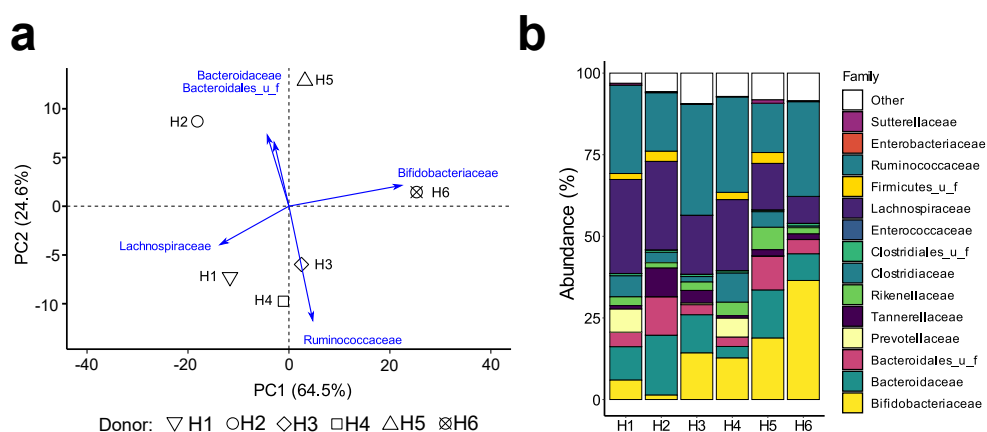 a
PC2 (24.6%)
10
5
0
-5
-10
Bacteroidaceae
Bacteroidales_u_f
H5
H2
Bifidobacteriaceae
H6
Lachnospiraceae
H3
H1
H4
Ruminococcaceae
-40
-20
0
20
40
PC1 (64.5%)
Donor: H1 H2 H3 H4 H5 H6
b
Abundance (%)
100
75
50
25
0
H1 H2 H3 H4 H5 H6
Family
Other
Sutterellaceae
Enterobacteriaceae
Ruminococcaceae
Firmicutes_u_f
Lachnospiraceae
Enterococcaceae
Clostridiales_u_f
Clostridiaceae
Rikenellaceae
Tannerellaceae
Prevotellaceae
Bacteroidales_u_f
Bacteroidaceae
Bifidobacteriaceae